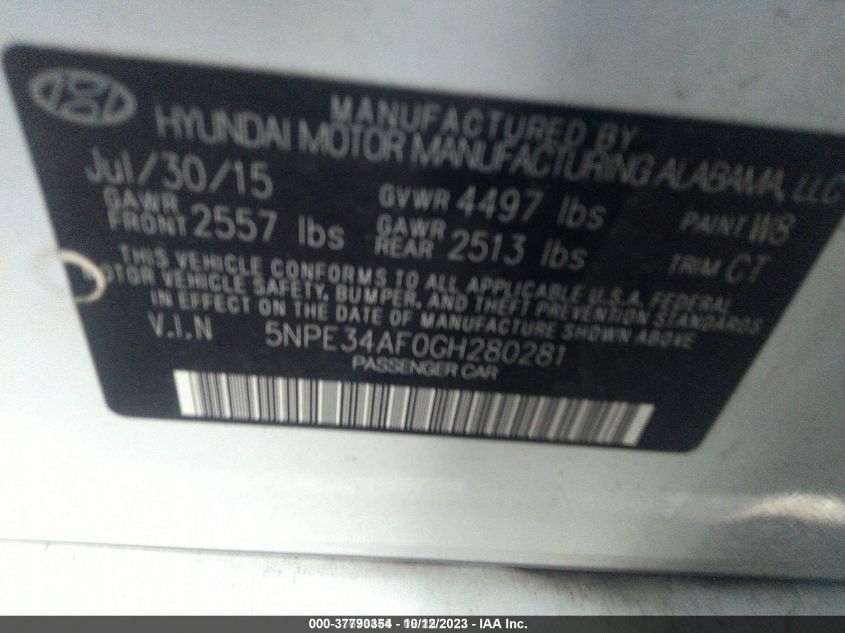 MANUFACTURED BY
HYUNDAI MOTOR MANUFACTURING ALABAMA, LLC
Jul/30/15
GVWR 4497 lbs
PAINT W8
GAWR FRONT 2557 lbs
GAWR REAR 2513 lbs
TRIM CT
THIS VEHICLE CONFORMS TO ALL APPLICABLE U.S.A. FEDERAL
MOTOR VEHICLE SAFETY, BUMPER, AND THEFT PREVENTION STANDARDS
IN EFFECT ON THE DATE OF MANUFACTURE SHOWN ABOVE
V.I.N 5NPE34AF0GH280281
PASSENGER CAR
000-37790354 - 10/12/2023 - IAA Inc.